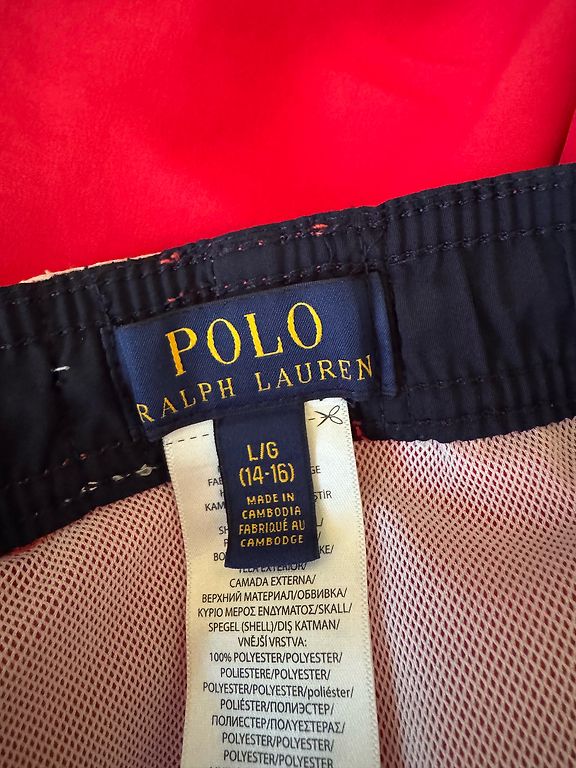 POLO
RALPH LAUREN
L/G
(14-16)
MADE IN
CAMBODIA
FABRIQUÉ AU
CAMBODGE
CAMADA EXTERNA/
ВЕРХНИЙ МАТЕРИАЛ/ОБВИВКА/
ΚΥΡΙΟ ΜΕΡΟΣ ΕΝΔΥΜΑΤΟΣ/SKALL/
SPEGEL (SHELL)/DIŞ KATMAN/
VNĚJŠÍ VRSTVA:
100% POLYESTER/POLYESTER/
POLIESTERE/POLYESTER/
POLYESTER/POLYESTER/poliéster/
POLIÉSTER/ПОЛИЭСТЕР/
ПОЛИЕСТЕР/ΠΟΛΥΕΣΤΕΡΑΣ/
POLYESTER/POLYESTER/
POLYESTER/POLYESTER